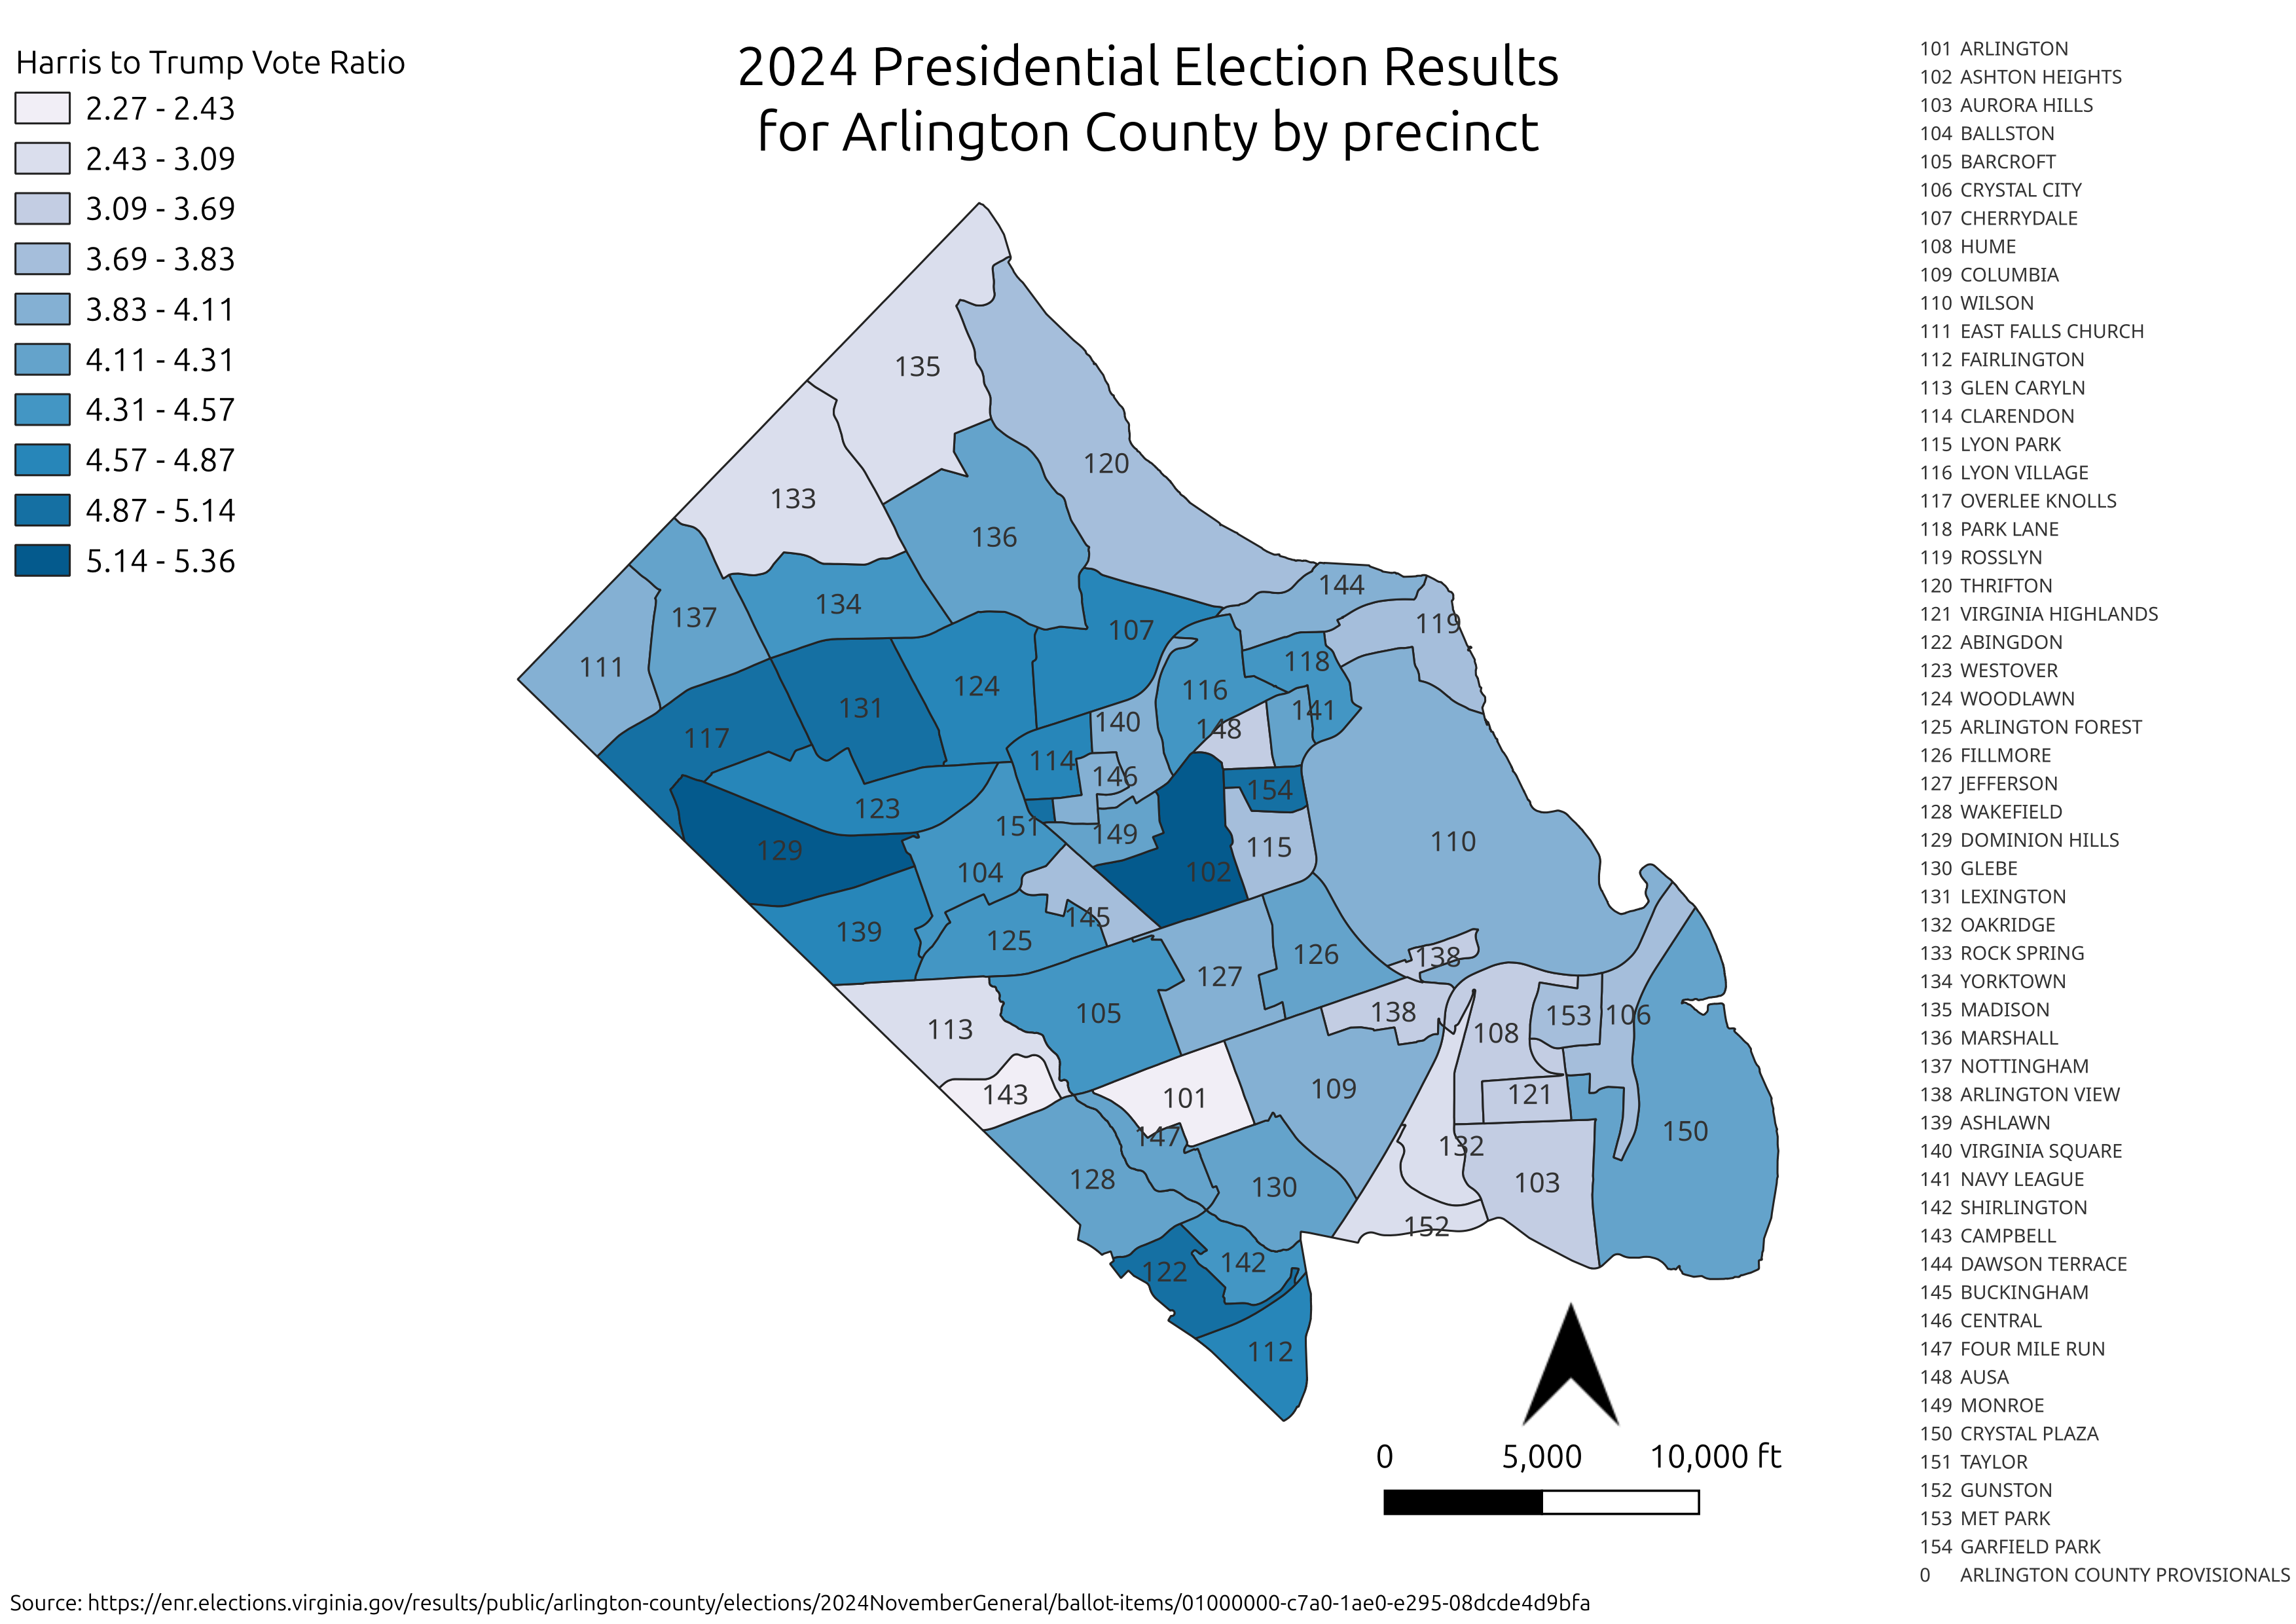 2024 Presidential Election Results
for Arlington County by precinct
Harris to Trump Vote Ratio
2.27 - 2.43
2.43 - 3.09
3.09 - 3.69
3.69 - 3.83
3.83 - 4.11
4.11 - 4.31
4.31 - 4.57
4.57 - 4.87
4.87 - 5.14
5.14 - 5.36
135
120
133
136
144
134
137
119
107
118
111
124
116
131
141
140
148
117
114
146
154
123
151
149
110
115
129
104
102
145
139
125
126
138
127
138
105
153
106
113
108
109
121
143
101
150
147
132
128
103
130
152
142
122
112
0 5,000 10,000 ft
101 ARLINGTON
102 ASHTON HEIGHTS
103 AURORA HILLS
104 BALLSTON
105 BARCROFT
106 CRYSTAL CITY
107 CHERRYDALE
108 HUME
109 COLUMBIA
110 WILSON
111 EAST FALLS CHURCH
112 FAIRLINGTON
113 GLEN CARYLN
114 CLARENDON
115 LYON PARK
116 LYON VILLAGE
117 OVERLEE KNOLLS
118 PARK LANE
119 ROSSLYN
120 THRIFTON
121 VIRGINIA HIGHLANDS
122 ABINGDON
123 WESTOVER
124 WOODLAWN
125 ARLINGTON FOREST
126 FILLMORE
127 JEFFERSON
128 WAKEFIELD
129 DOMINION HILLS
130 GLEBE
131 LEXINGTON
132 OAKRIDGE
133 ROCK SPRING
134 YORKTOWN
135 MADISON
136 MARSHALL
137 NOTTINGHAM
138 ARLINGTON VIEW
139 ASHLAWN
140 VIRGINIA SQUARE
141 NAVY LEAGUE
142 SHIRLINGTON
143 CAMPBELL
144 DAWSON TERRACE
145 BUCKINGHAM
146 CENTRAL
147 FOUR MILE RUN
148 AUSA
149 MONROE
150 CRYSTAL PLAZA
151 TAYLOR
152 GUNSTON
153 MET PARK
154 GARFIELD PARK
0 ARLINGTON COUNTY PROVISIONALS
Source: https://enr.elections.virginia.gov/results/public/arlington-county/elections/2024NovemberGeneral/ballot-items/01000000-c7a0-1ae0-e295-08dcde4d9bfa